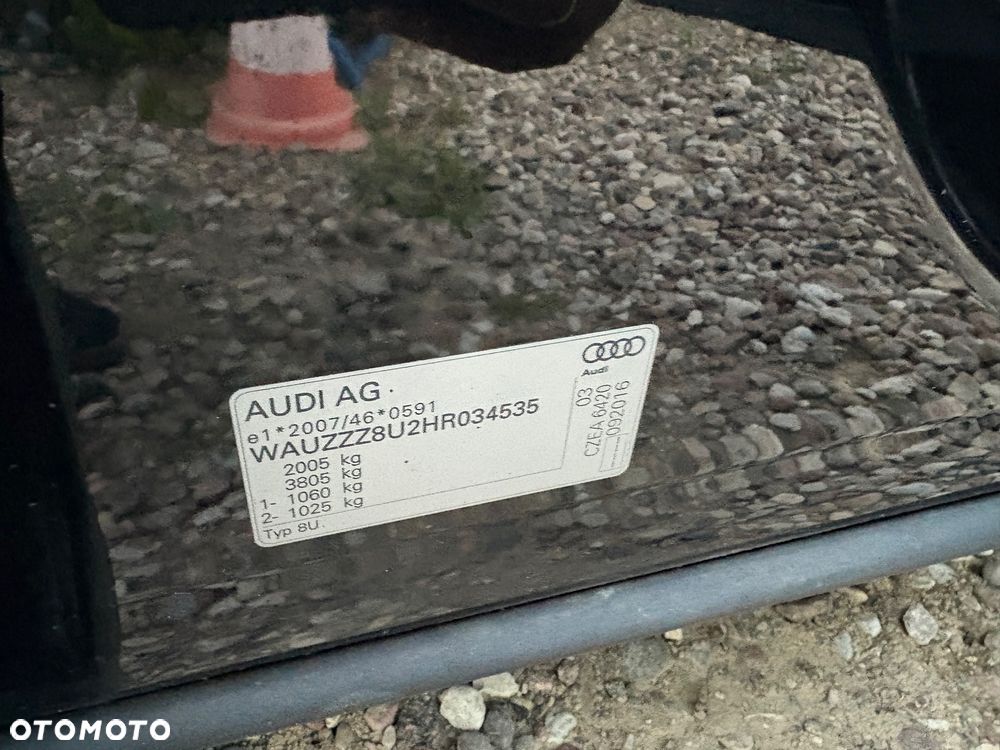 AUDI AG
e1*2007/46*0591
WAUZZZ8U2HR034535
2005 kg
3805 kg
1- 1060 kg
2- 1025 kg
Typ 8U
Audi
03
CZEA 6420
092016
OTOMOTO